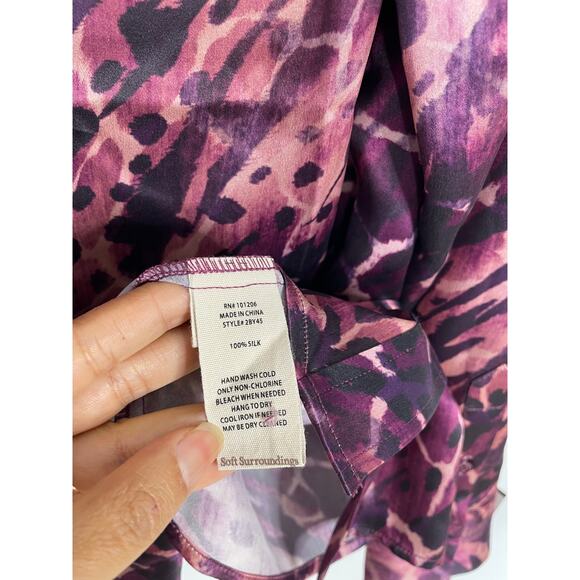 RN# 101206
MADE IN CHINA
STYLE# 2BY45
100% SILK
HAND WASH COLD
ONLY NON-CHLORINE
BLEACH WHEN NEEDED
HANG TO DRY
COOL IRON IF NEEDED
MAY BE DRY CLEANED
Soft Surroundings